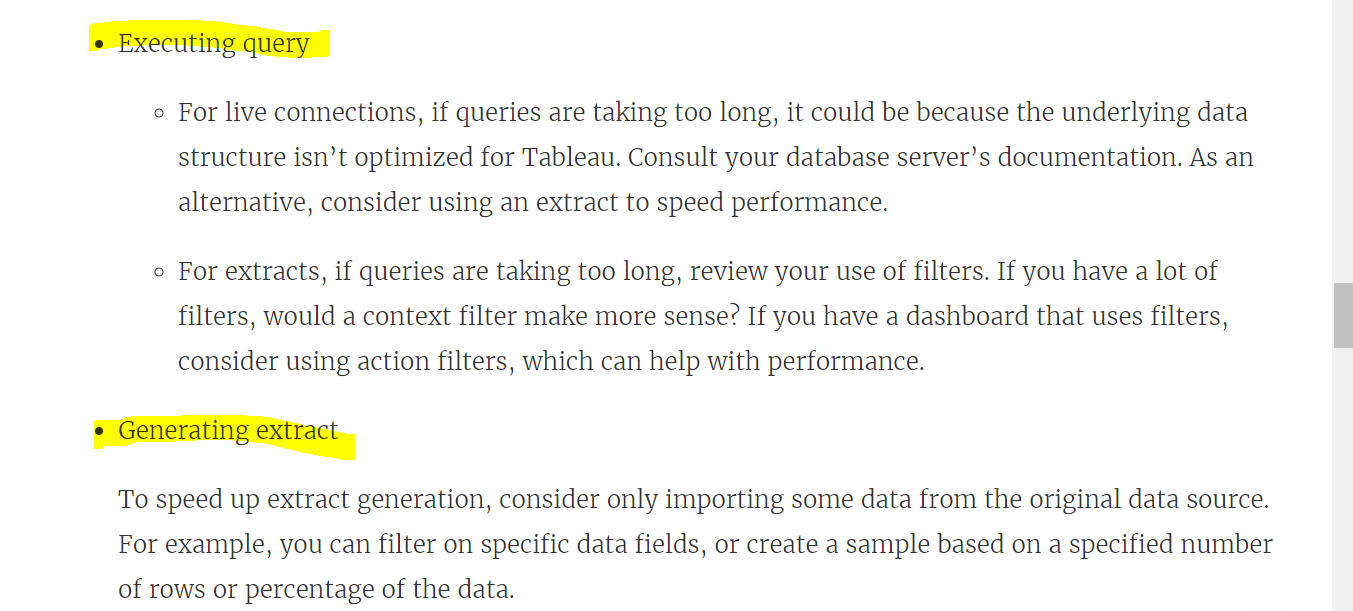 • Executing query
◦ For live connections, if queries are taking too long, it could be because the underlying data
structure isn’t optimized for Tableau. Consult your database server’s documentation. As an
alternative, consider using an extract to speed performance.
◦ For extracts, if queries are taking too long, review your use of filters. If you have a lot of
filters, would a context filter make more sense? If you have a dashboard that uses filters,
consider using action filters, which can help with performance.
• Generating extract
To speed up extract generation, consider only importing some data from the original data source.
For example, you can filter on specific data fields, or create a sample based on a specified number
of rows or percentage of the data.